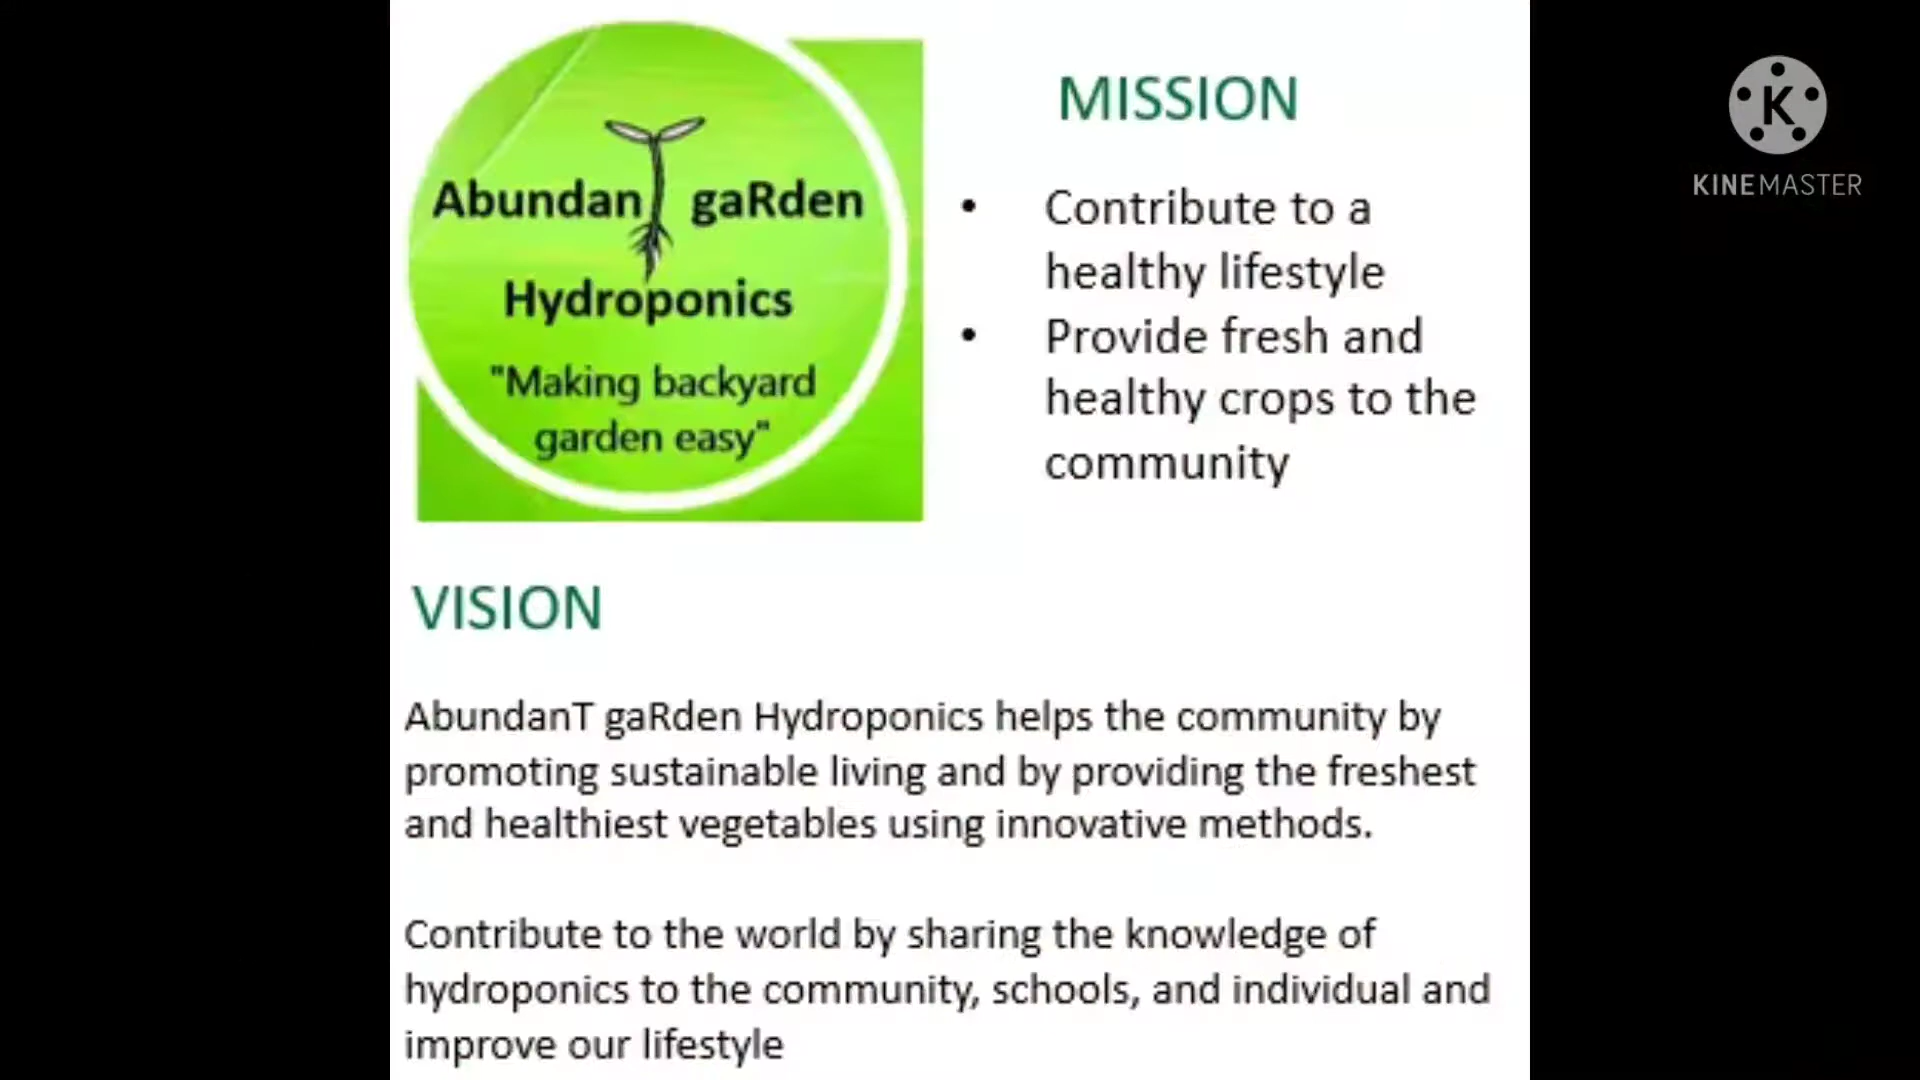 AbundanT gaRden
Hydroponics
"Making backyard
garden easy"
MISSION
• Contribute to a
healthy lifestyle
• Provide fresh and
healthy crops to the
community
K
KINEMASTER
VISION
AbundanT gaRden Hydroponics helps the community by
promoting sustainable living and by providing the freshest
and healthiest vegetables using innovative methods.
Contribute to the world by sharing the knowledge of
hydroponics to the community, schools, and individual and
improve our lifestyle